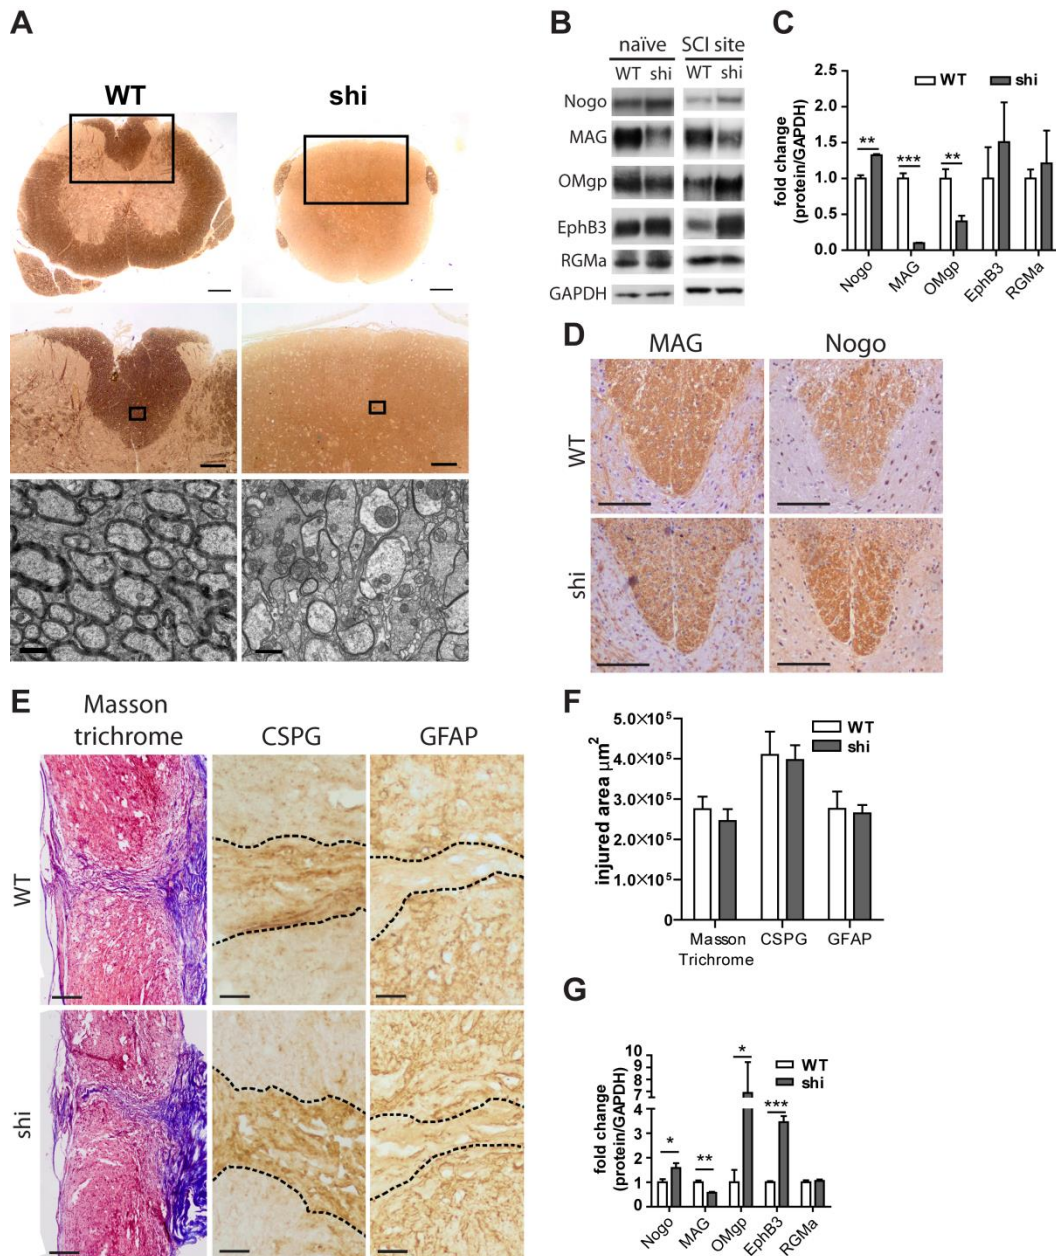 A
WT
shi
B
naïve
SCI site
WT shi WT shi
Nogo
MAG
OMgp
EphB3
RGMa
GAPDH
C
WT shi
fold change
(protein/GAPDH)
2.5
2.0
1.5
1.0
0.5
0.0
** *** **
Nogo
MAG
OMgp
EphB3
RGMa
D
MAG
Nogo
WT
shi
E
Masson
trichrome
CSPG
GFAP
WT
shi
F
WT
shi
injured area μm²
5.0×10⁵
4.0×10⁵
3.0×10⁵
2.0×10⁵
1.0×10⁵
0
Masson
Trichrome
CSPG
GFAP
G
WT
shi
fold change
(protein/GAPDH)
10
9
8
7
6
4
2
0
* ** * ***
Nogo
MAG
OMgp
EphB3
RGMa